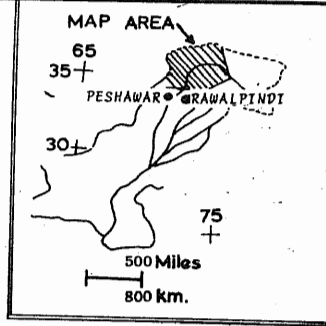 MAP AREA
65
35
PESHAWAR RAWALPINDI
30
75
500 Miles
800 km.